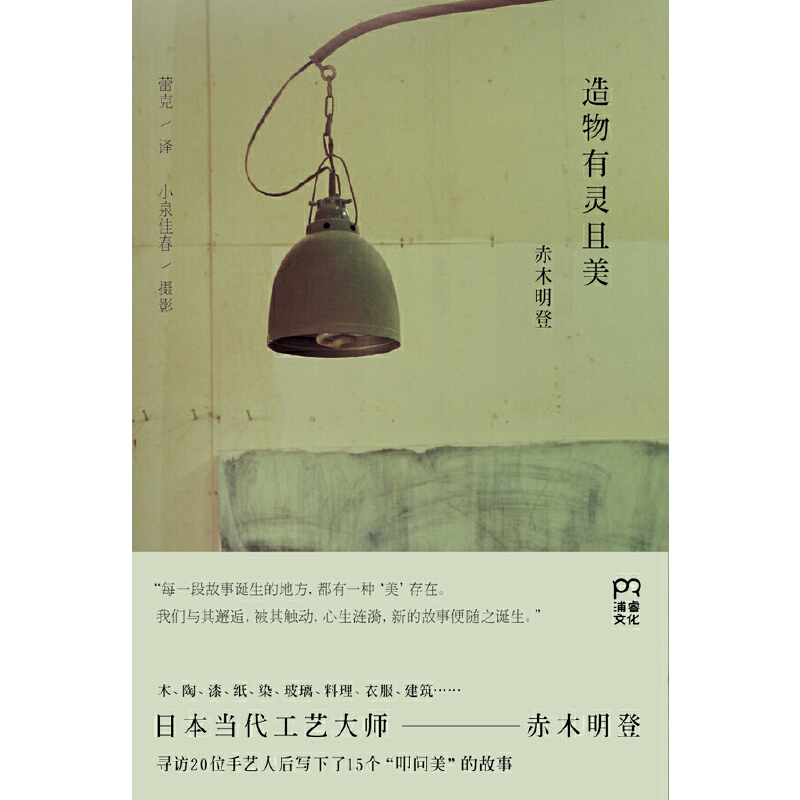 造物有灵且美
赤木明登
蕾克／译 小泉佳春／摄影
“每一段故事诞生的地方，都有一种‘美’存在。
我们与其邂逅，被其触动，心生涟漪，新的故事便随之诞生。”
浦睿
文化
木、陶、漆、纸、染、玻璃、料理、衣服、建筑……
日本当代工艺大师——赤木明登
寻访20位手艺人后写下了15个“叩问美”的故事